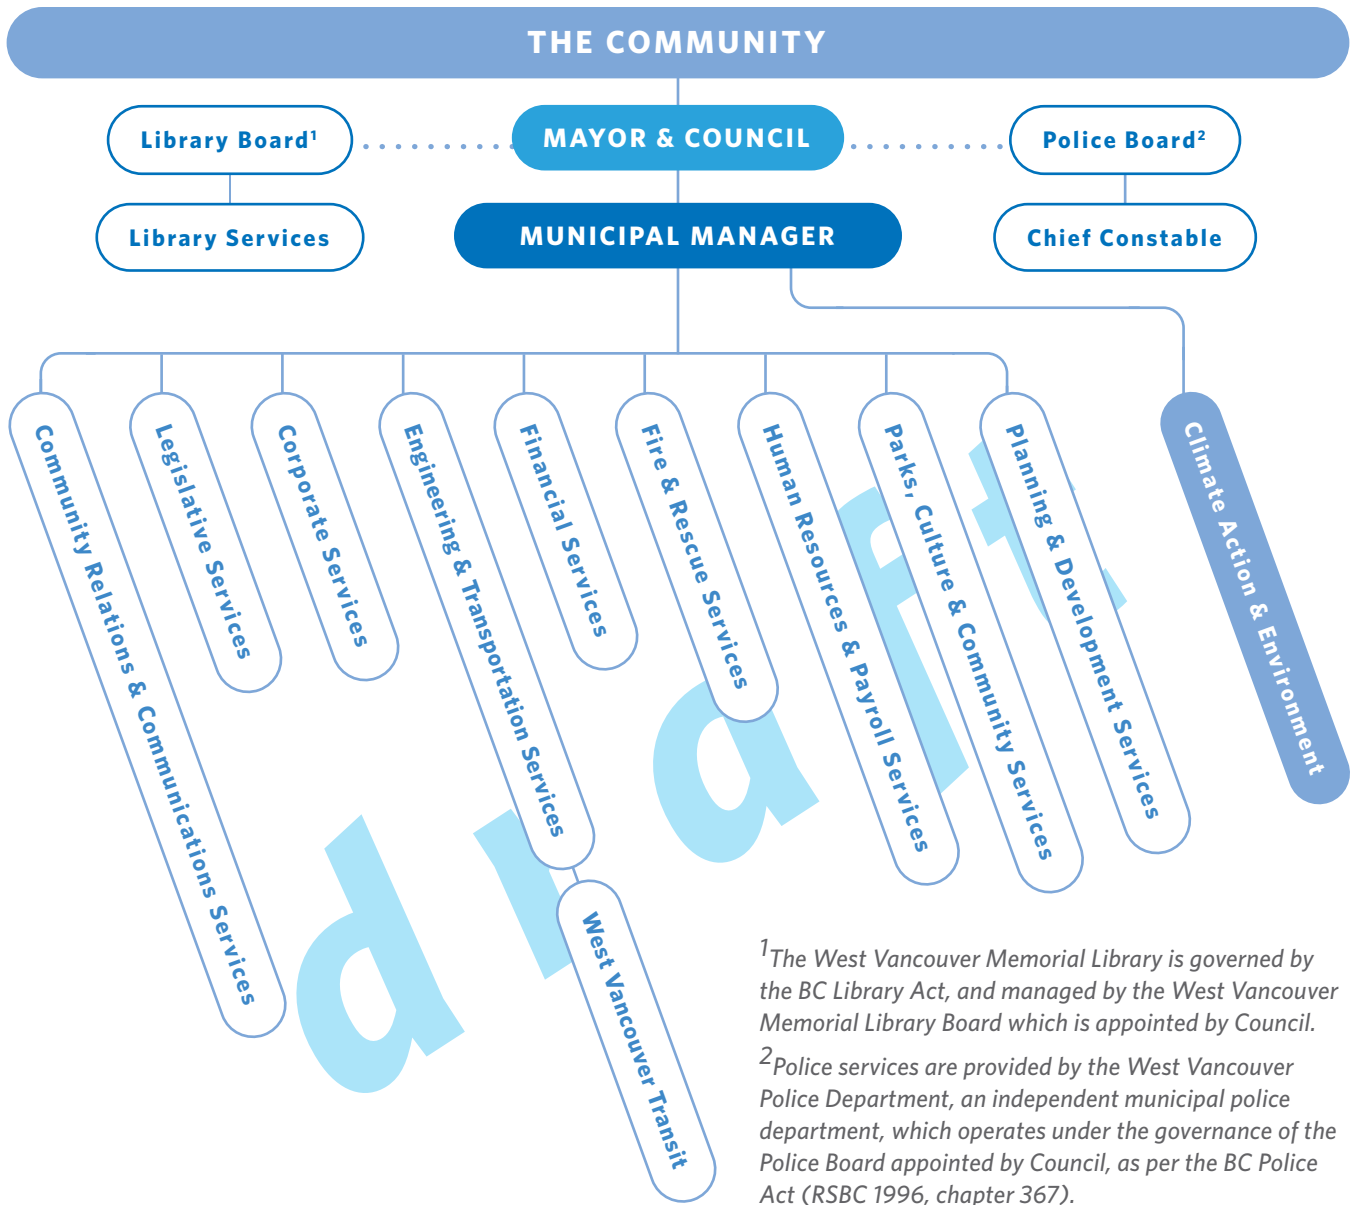 THE COMMUNITY
Library Board¹
MAYOR & COUNCIL
Police Board²
Library Services
MUNICIPAL MANAGER
Chief Constable
Community Relations & Communications Services
Legislative Services
Corporate Services
Engineering & Transportation Services
Financial Services
Fire & Rescue Services
Human Resources & Payroll Services
Parks, Culture & Community Services
Planning & Development Services
Climate Action & Environment
West Vancouver Transit
draft
¹The West Vancouver Memorial Library is governed by
the BC Library Act, and managed by the West Vancouver
Memorial Library Board which is appointed by Council.
²Police services are provided by the West Vancouver
Police Department, an independent municipal police
department, which operates under the governance of the
Police Board appointed by Council, as per the BC Police
Act (RSBC 1996, chapter 367).